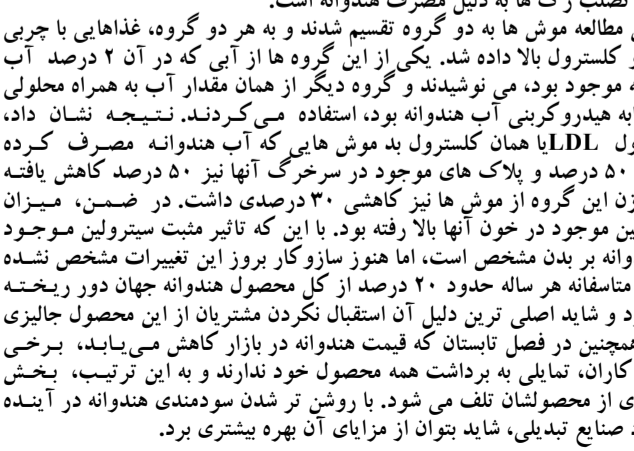 تصلب رگ ها به دلیل مصرف هندوانه است.
مطالعه موش ها به دو گروه تقسیم شدند و به هر دو گروه، غذاهایی با چربی
کلسترول بالا داده شد. یکی از این گروه ها از آبی که در آن ۲ درصد آب
موجود بود، می نوشیدند و گروه دیگر از همان مقدار آب به همراه محلولی
هیدروکربنی آب هندوانه بود، استفاده می‌کردند. نتیجه نشان داد،
LDL یا همان کلسترول بد موش هایی که آب هندوانه مصرف کرده
۵۰ درصد و پلاک های موجود در سرخرگ آنها نیز ۵۰ درصد کاهش یافته
این گروه از موش ها نیز کاهشی ۳۰ درصدی داشت. در ضمن، میزان
موجود در خون آنها بالا رفته بود. با این که تاثیر مثبت سیترولین موجود
بر بدن مشخص است، اما هنوز سازوکار بروز این تغییرات مشخص نشده
متاسفانه هر ساله حدود ۲۰ درصد از کل محصول هندوانه جهان دور ریخته
و شاید اصلی ترین دلیل آن استقبال نکردن مشتریان از این محصول جالیزی
همچنین در فصل تابستان که قیمت هندوانه در بازار کاهش می‌یابد، برخی
کاران، تمایلی به برداشت همه محصول خود ندارند و به این ترتیب، بخش
از محصولشان تلف می شود. با روشن تر شدن سودمندی هندوانه در آینده
صنایع تبدیلی، شاید بتوان از مزایای آن بهره بیشتری برد.